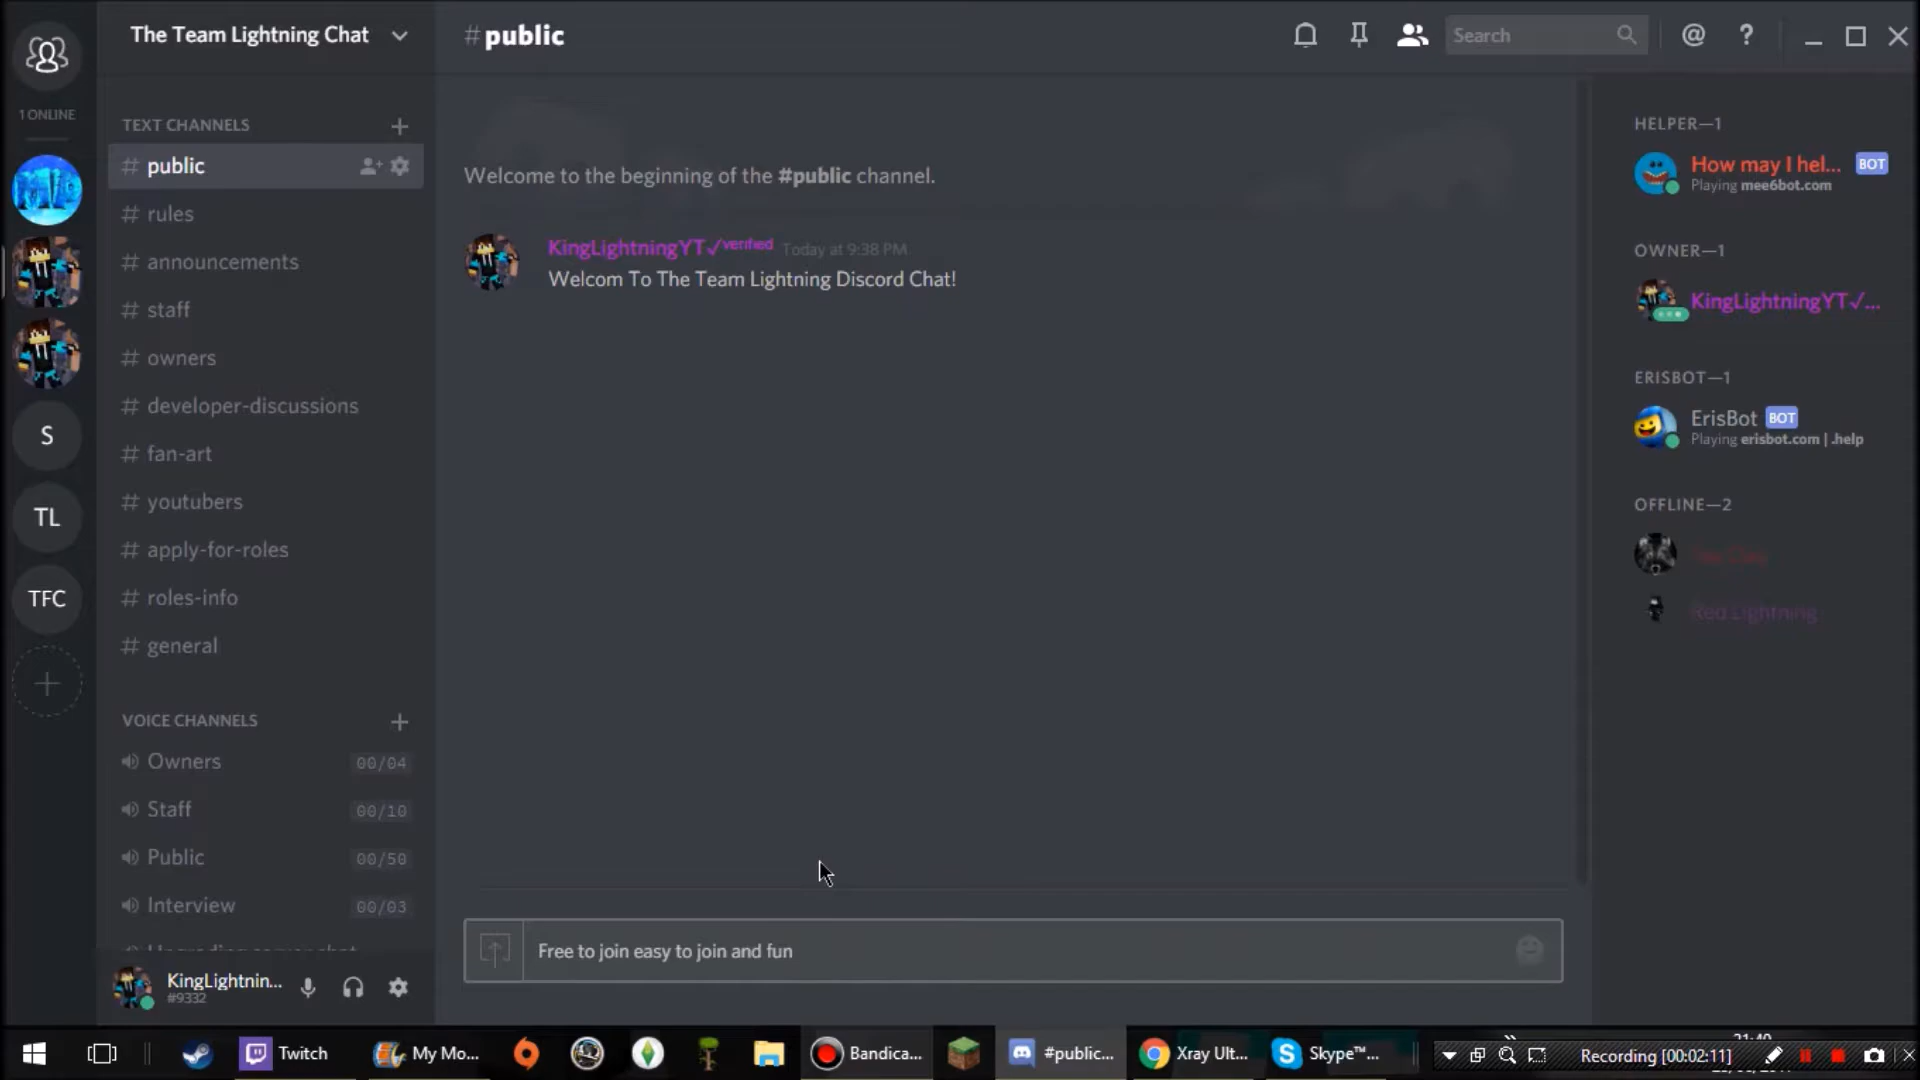 The Team Lightning Chat
#public
Search
@
?
1 ONLINE
S
TL
TFC
TEXT CHANNELS
# public
# rules
# announcements
# staff
# owners
# developer-discussions
# fan-art
# youtubers
# apply-for-roles
# roles-info
# general
VOICE CHANNELS
Owners 00/04
Staff 00/10
Public 00/50
Interview 00/03
KingLightnin...
#9332
Welcome to the beginning of the #public channel.
KingLightningYT✓verified Today at 9:38 PM
Welcom To The Team Lightning Discord Chat!
Free to join easy to join and fun
HELPER—1
How may I hel... BOT
Playing mee6bot.com
OWNER—1
KingLightningYT✓...
ERISBOT—1
ErisBot BOT
Playing erisbot.com | .help
OFFLINE—2
Red Lightning
Twitch
My Mo...
Bandica...
#public...
Xray Ult...
Skype™...
Recording [00:02:11]